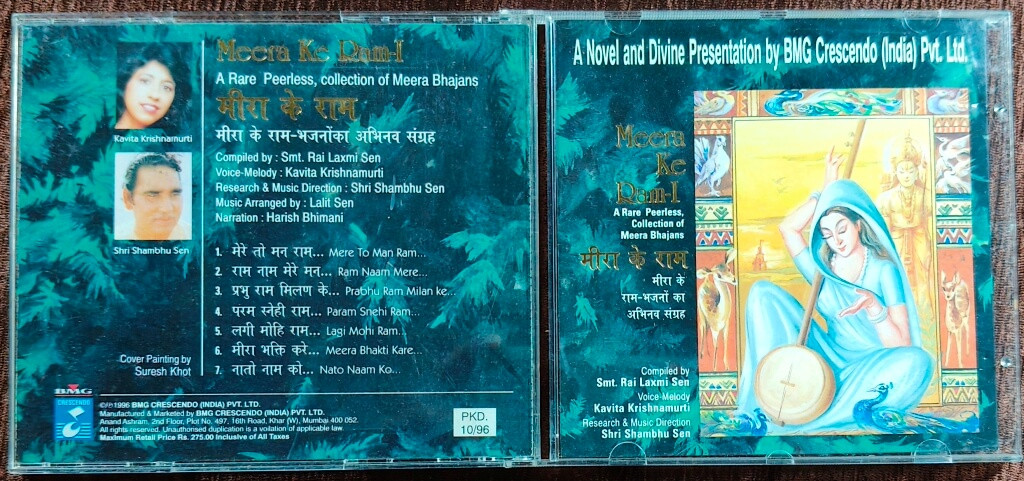 Meera Ke Ram-I
A Rare Peerless, collection of Meera Bhajans
मीरा के राम
मीरा के राम-भजनोंका अभिनव संग्रह
Compiled by : Smt. Rai Laxmi Sen
Voice-Melody : Kavita Krishnamurti
Research & Music Direction : Shri Shambhu Sen
Music Arranged by : Lalit Sen
Narration : Harish Bhimani
Kavita Krishnamurti
Shri Shambhu Sen
1. मेरे तो मन राम... Mere To Man Ram...
2. राम नाम मेरे मन... Ram Naam Mere...
3. प्रभु राम मिलण के... Prabhu Ram Milan ke...
4. परम स्नेही राम... Param Snehi Ram...
5. लगी मोहि राम... Lagi Mohi Ram...
6. मीरा भक्ति करे... Meera Bhakti Kare...
7. नातो नाम को... Nato Naam Ko...
Cover Painting by
Suresh Khot
BMG
CRESCENDO
©℗ 1996 BMG CRESCENDO (INDIA) PVT. LTD.
Manufactured & Marketed by BMG CRESCENDO (INDIA) PVT. LTD.
Anand Ashram, 2nd Floor, Plot No. 497, 16th Road, Khar (W), Mumbai 400 052.
All rights reserved. Unauthorised duplication is a violation of applicable law.
Maximum Retail Price Rs. 275.00 Inclusive of All Taxes
PKD.
10/96
A Novel and Divine Presentation by BMG Crescendo (India) Pvt. Ltd.
Meera
Ke
Ram-I
A Rare Peerless,
Collection of
Meera Bhajans
मीरा के राम
मीरा के
राम-भजनों का
अभिनव संग्रह
Compiled by
Smt. Rai Laxmi Sen
Voice-Melody
Kavita Krishnamurti
Research & Music Direction
Shri Shambhu Sen